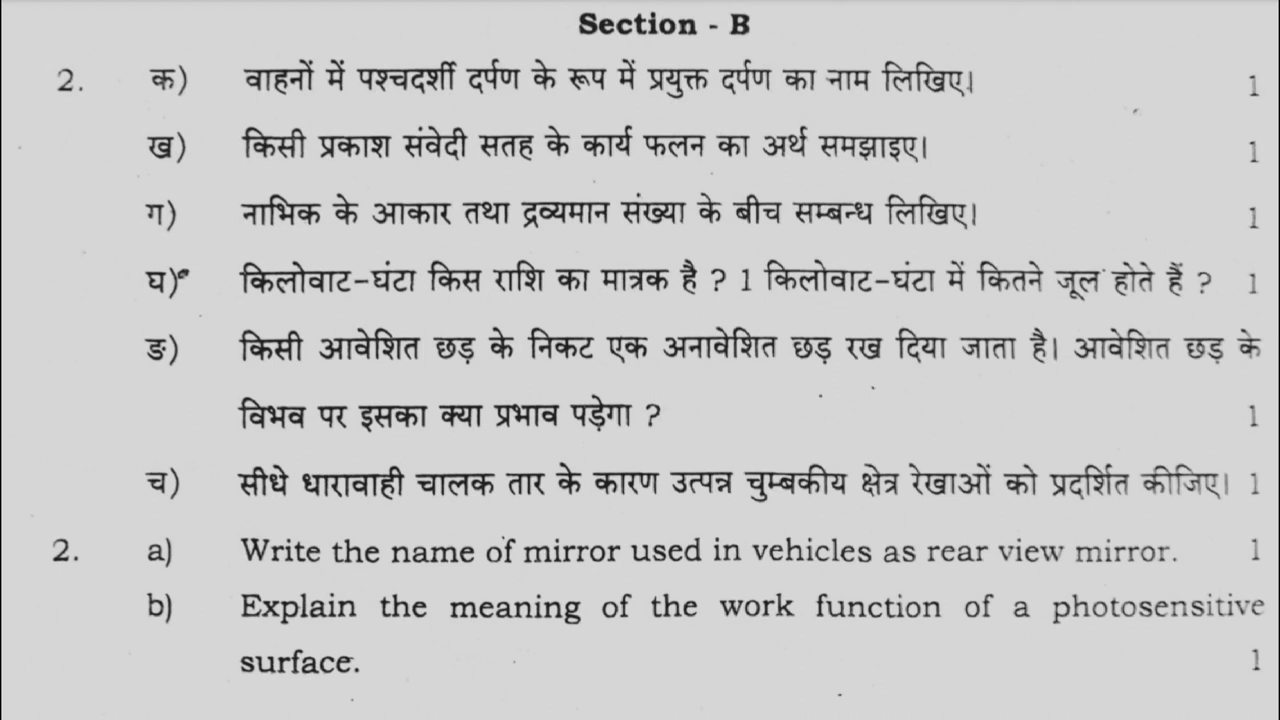 Section - B
2. क) वाहनों में पश्चदर्शी दर्पण के रूप में प्रयुक्त दर्पण का नाम लिखिए। 1
ख) किसी प्रकाश संवेदी सतह के कार्य फलन का अर्थ समझाइए। 1
ग) नाभिक के आकार तथा द्रव्यमान संख्या के बीच सम्बन्ध लिखिए। 1
घ) किलोवाट-घंटा किस राशि का मात्रक है ? 1 किलोवाट-घंटा में कितने जूल होते हैं ? 1
ङ) किसी आवेशित छड़ के निकट एक अनावेशित छड़ रख दिया जाता है। आवेशित छड़ के
विभव पर इसका क्या प्रभाव पड़ेगा ? 1
च) सीधे धारावाही चालक तार के कारण उत्पन्न चुम्बकीय क्षेत्र रेखाओं को प्रदर्शित कीजिए। 1
2. a) Write the name of mirror used in vehicles as rear view mirror. 1
b) Explain the meaning of the work function of a photosensitive
surface. 1